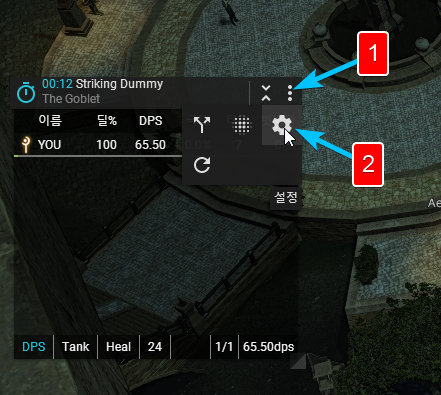 1
00:12 Striking Dummy
The Goblet
이름 딜% DPS
YOU 100 65.50
2
설정
Ae
DPS Tank Heal 24 1/1 65.50dps